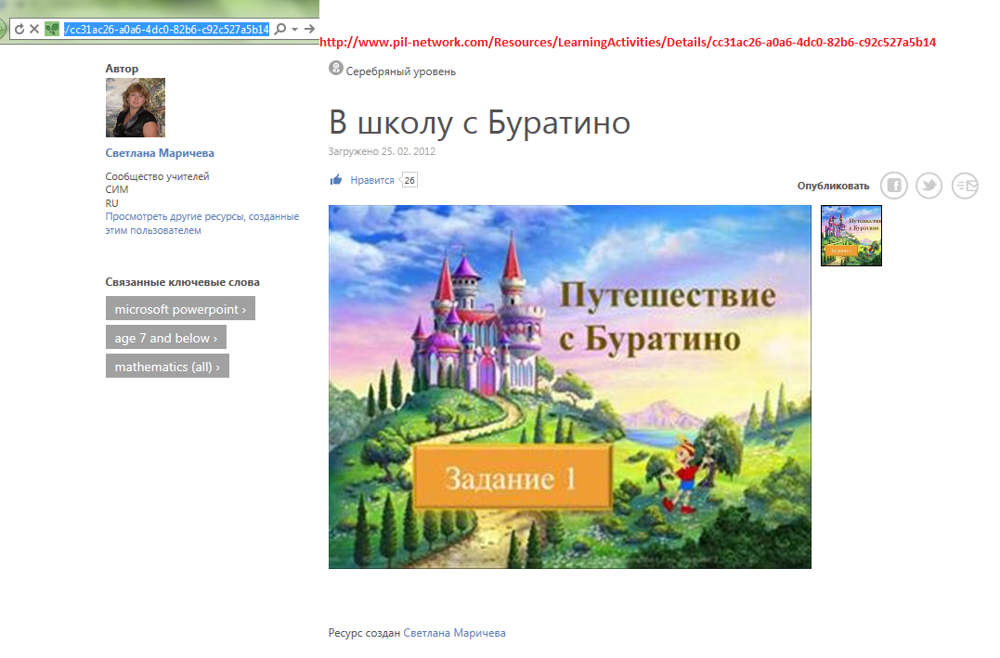 /cc31ac26-a0a6-4dc0-82b6-c92c527a5b14
http://www.pil-network.com/Resources/LearningActivities/Details/cc31ac26-a0a6-4dc0-82b6-c92c527a5b14
Автор
Светлана Маричева
Сообщество учителей
СИМ
RU
Просмотреть другие ресурсы, созданные
этим пользователем
Связанные ключевые слова
microsoft powerpoint ›
age 7 and below ›
mathematics (all) ›
Серебряный уровень
В школу с Буратино
Загружено 25. 02. 2012
Нравится 26
Опубликовать
Путешествие
с Буратино
Задание 1
Путешествие
с Буратино
Задание 1
Ресурс создан Светлана Маричева